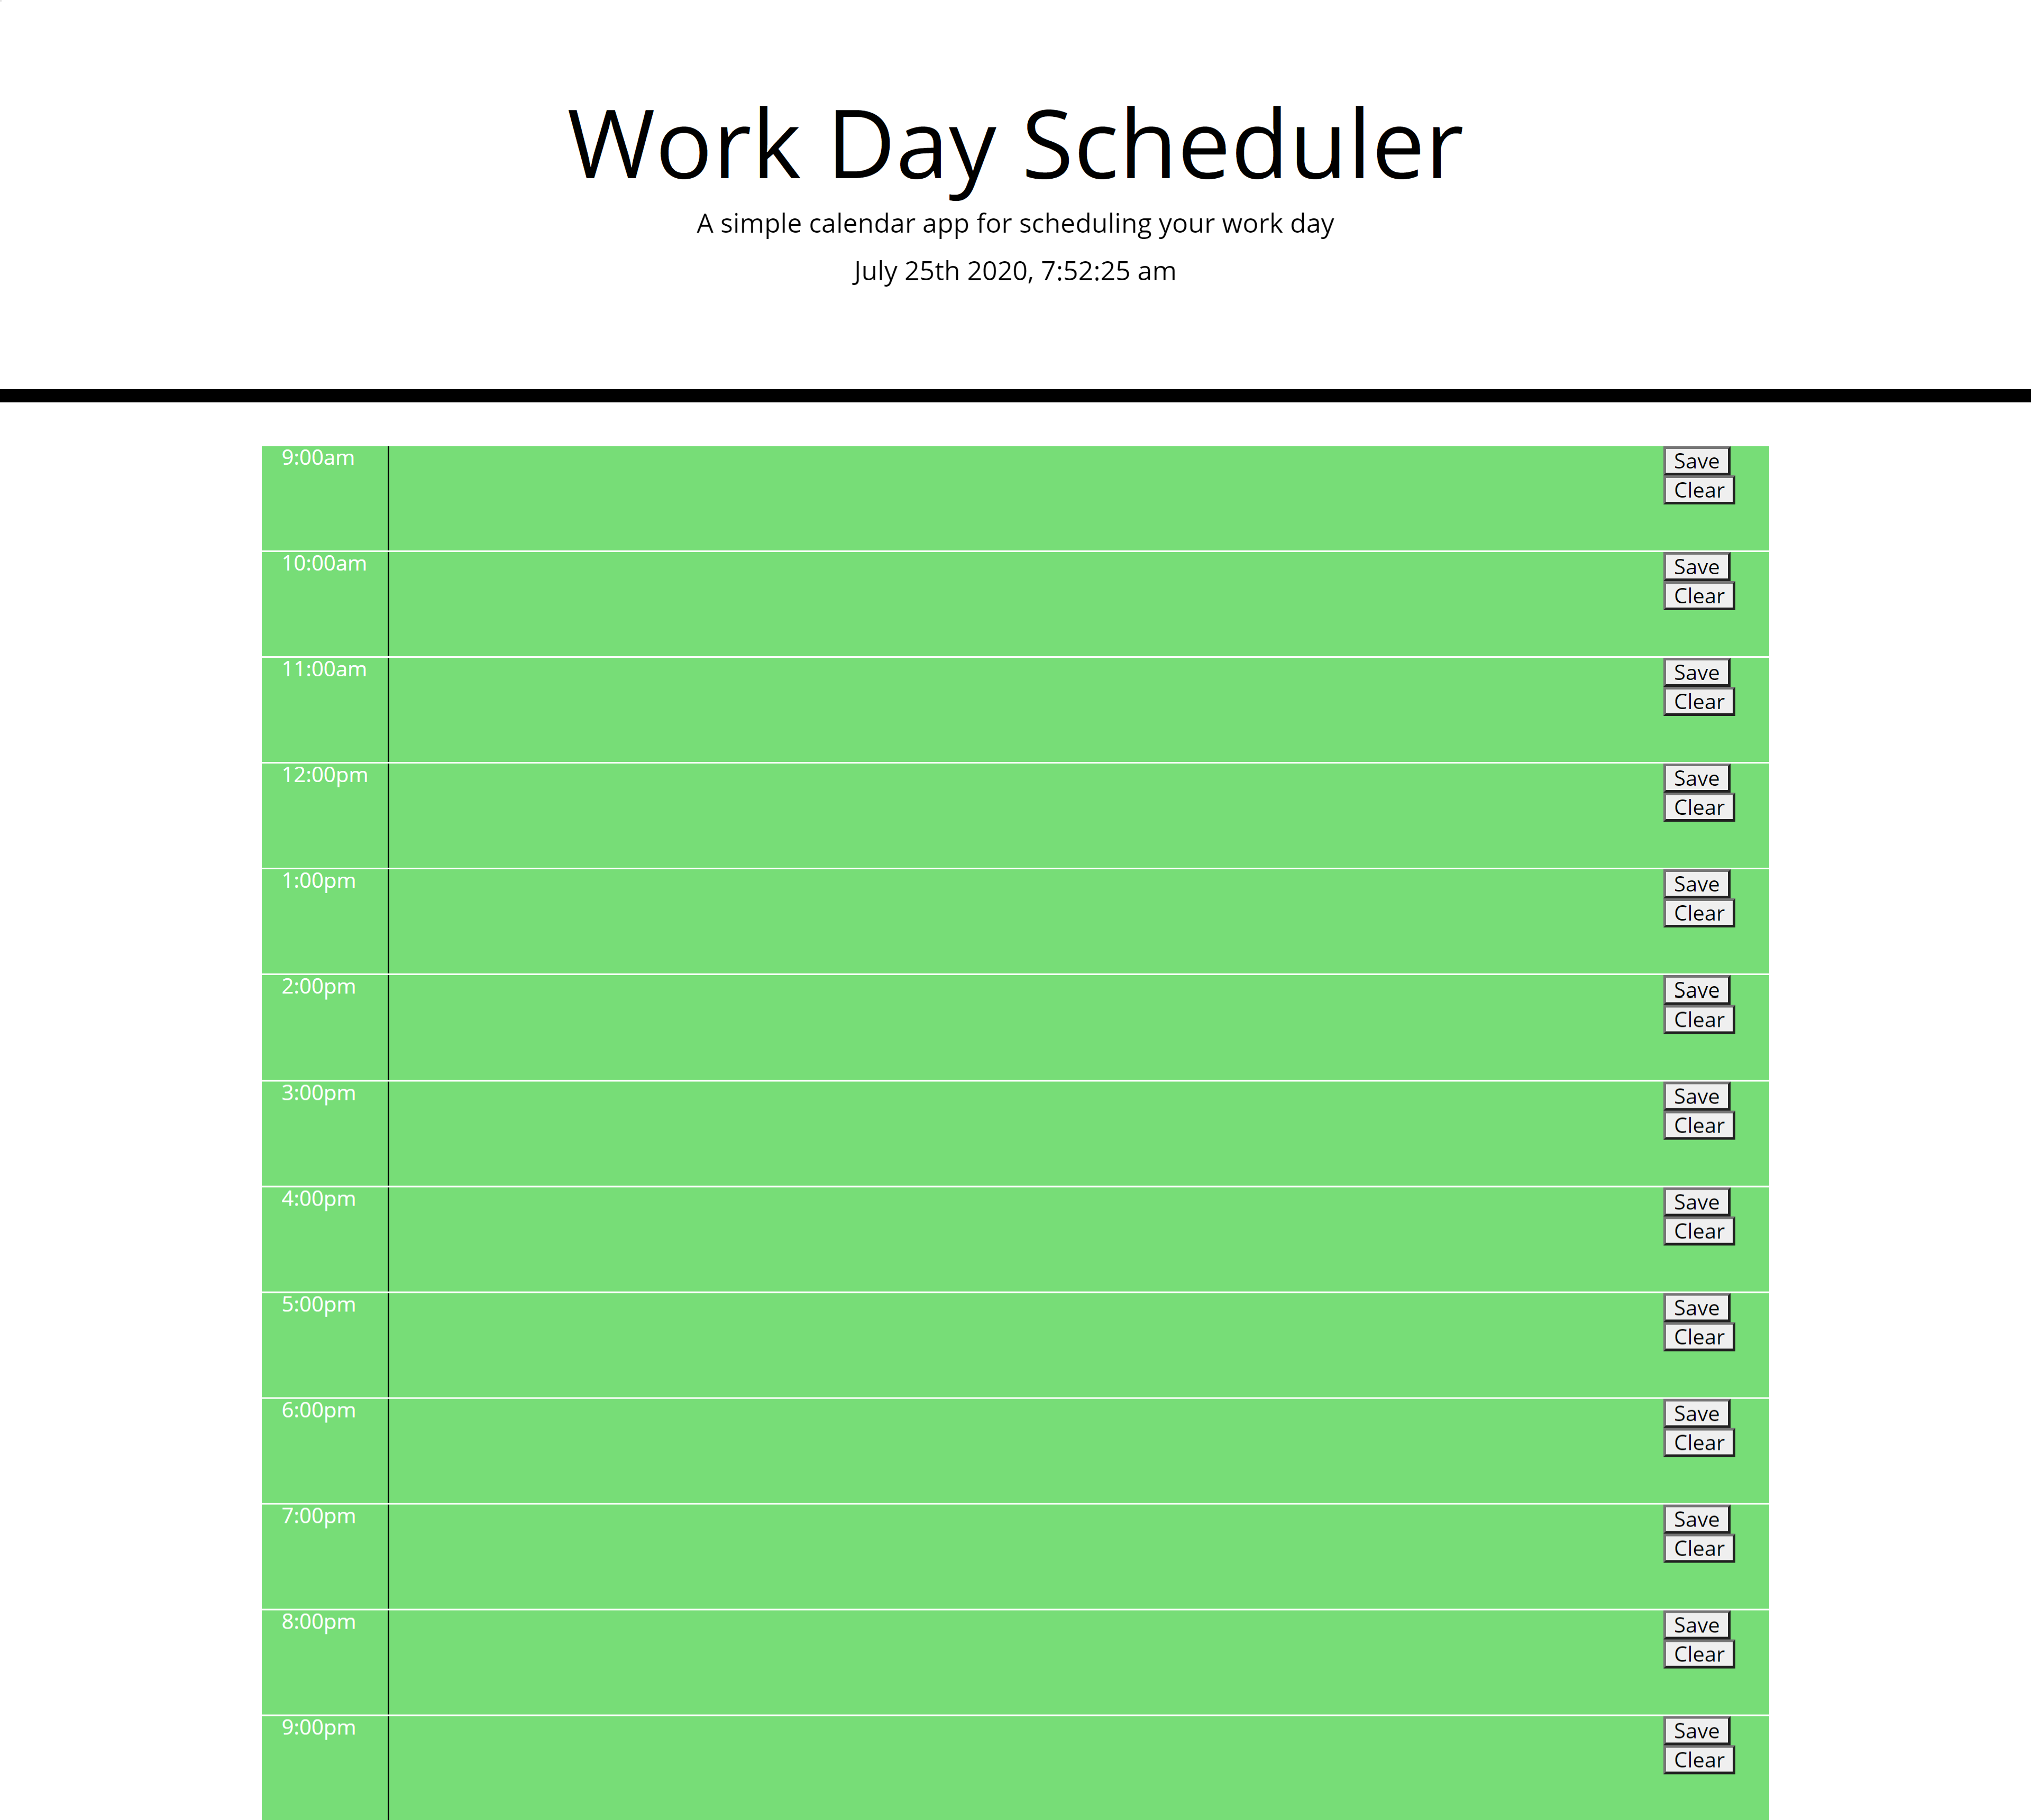 Work Day Scheduler
A simple calendar app for scheduling your work day
July 25th 2020, 7:52:25 am
9:00am
Save
Clear
10:00am
Save
Clear
11:00am
Save
Clear
12:00pm
Save
Clear
1:00pm
Save
Clear
2:00pm
Save
Clear
3:00pm
Save
Clear
4:00pm
Save
Clear
5:00pm
Save
Clear
6:00pm
Save
Clear
7:00pm
Save
Clear
8:00pm
Save
Clear
9:00pm
Save
Clear